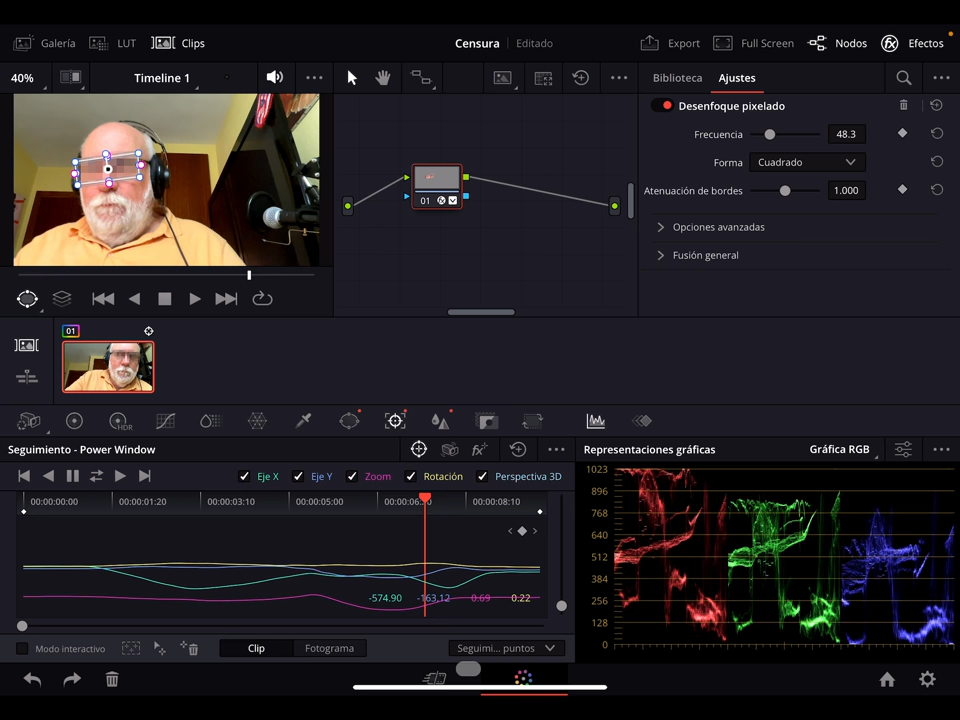 Galería LUT Clips Censura Editado Export Full Screen Nodos Efectos
40% Timeline 1 Biblioteca Ajustes
Desenfoque pixelado
Frecuencia 48.3
Forma Cuadrado
Atenuación de bordes 1.000
Opciones avanzadas
Fusión general
01
01
HDR
Seguimiento - Power Window Representaciones gráficas Gráfica RGB
Eje X Eje Y Zoom Rotación Perspectiva 3D
00:00:00:00 00:00:01:20 00:00:03:10 00:00:05:00 00:00:08:10
-574.90 -163.12 0.69 0.22
1023
896
768
640
512
384
256
128
0
Modo interactivo Clip Fotograma Seguimi... puntos